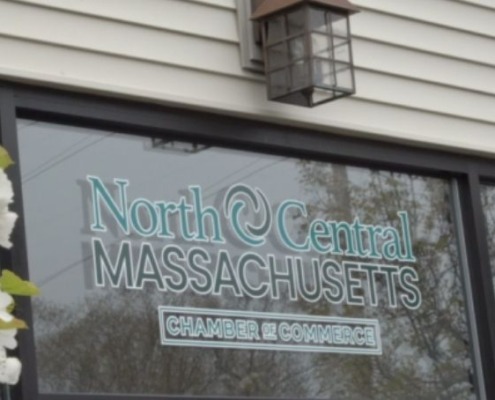 North Central
MASSACHUSETTS
CHAMBER OF COMMERCE